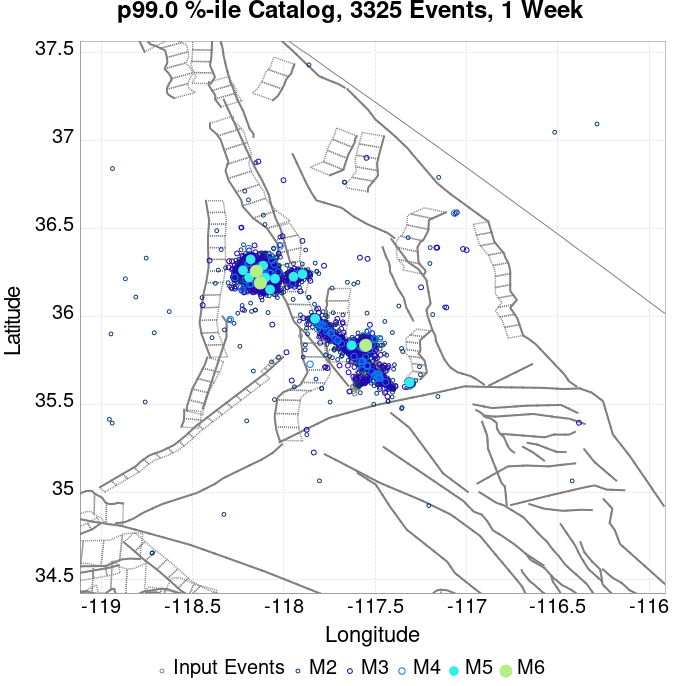 p99.0 %-ile Catalog, 3325 Events, 1 Week
37.5
37
36.5
36
35.5
35
34.5
Latitude
-119 -118.5 -118 -117.5 -117 -116.5 -116
Longitude
Input Events M2 M3 M4 M5 M6